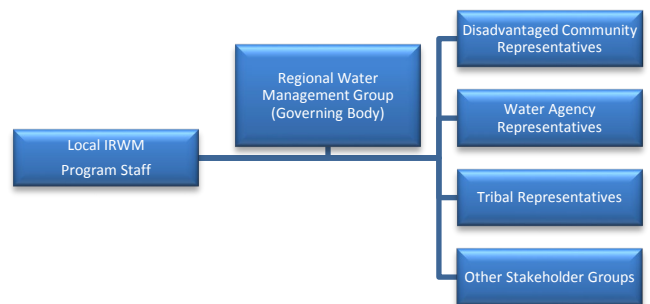 Disadvantaged Community
Representatives
Regional Water
Management Group
(Governing Body)
Water Agency
Representatives
Local IRWM
Program Staff
Tribal Representatives
Other Stakeholder Groups